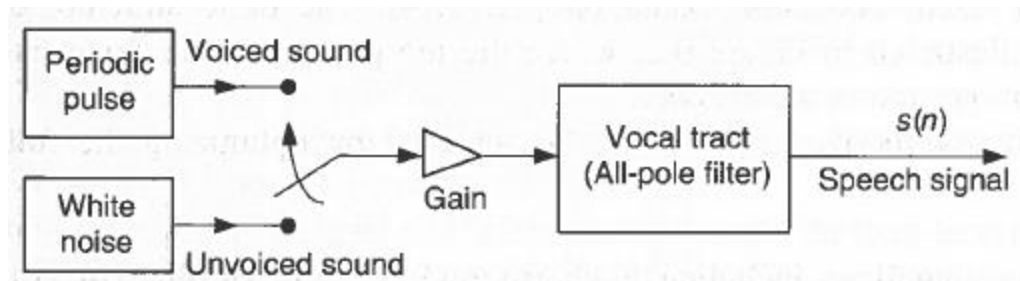 Periodic
pulse
Voiced sound
White
noise
Unvoiced sound
Gain
Vocal tract
(All-pole filter)
s(n)
Speech signal